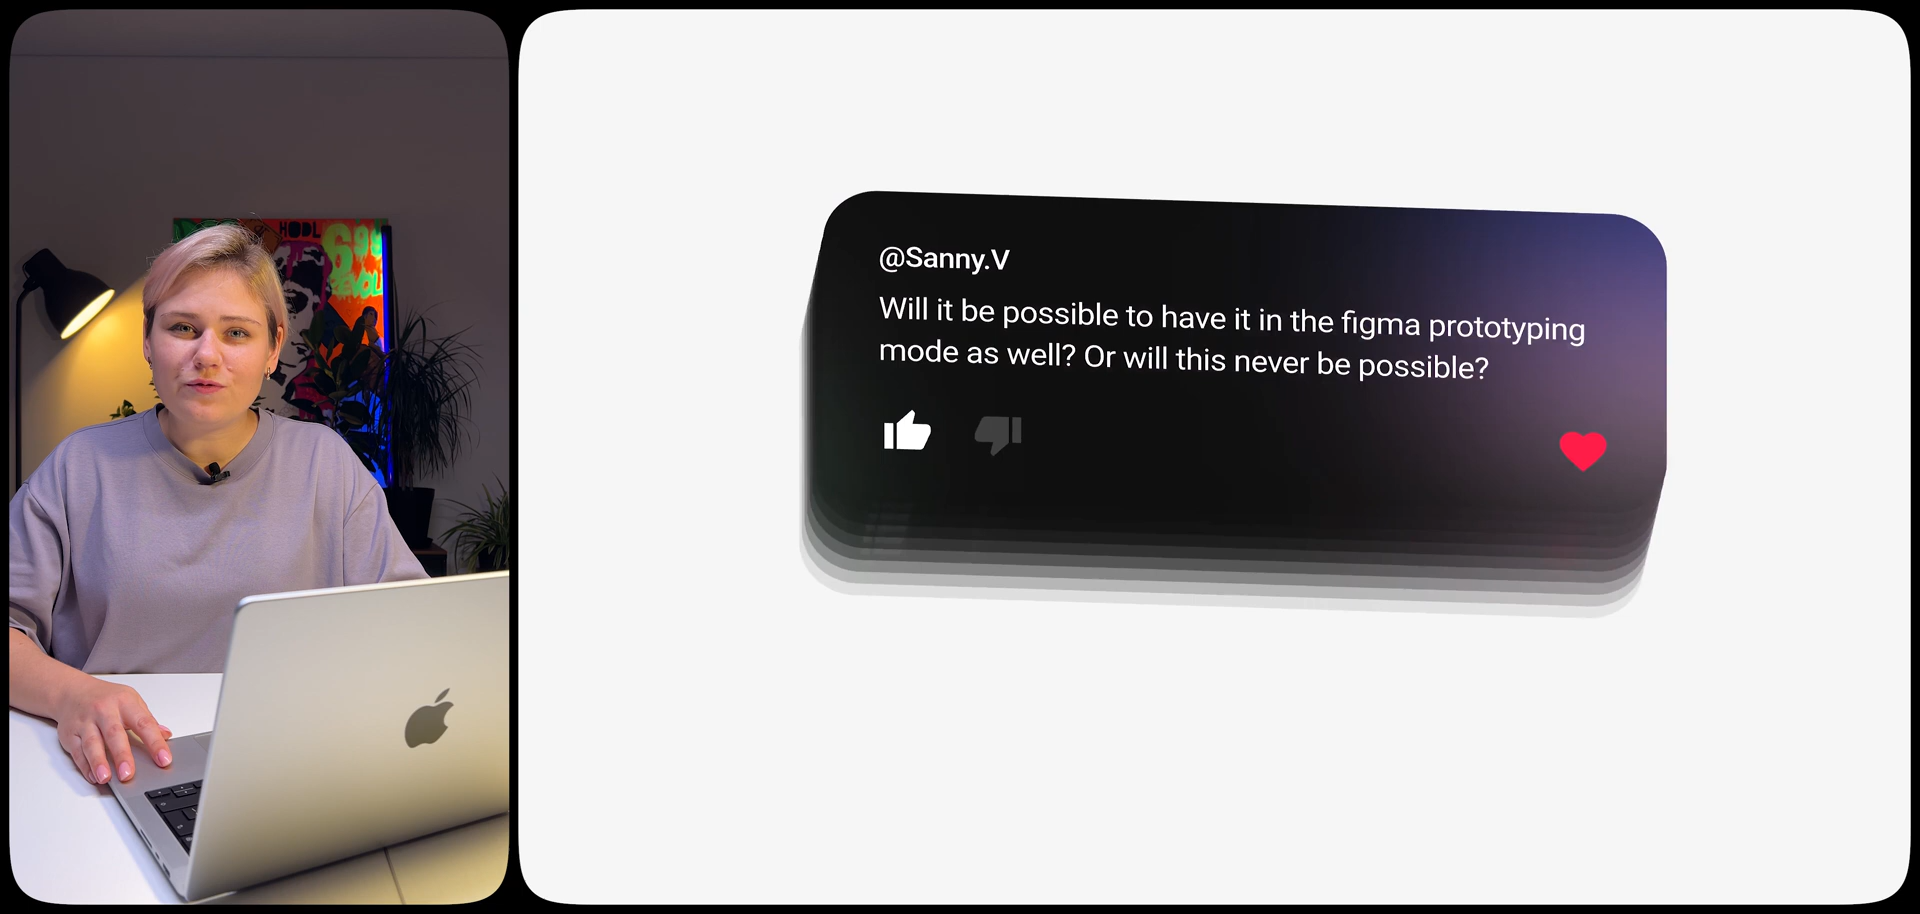 HODL
@Sanny.V
Will it be possible to have it in the figma prototyping
mode as well? Or will this never be possible?